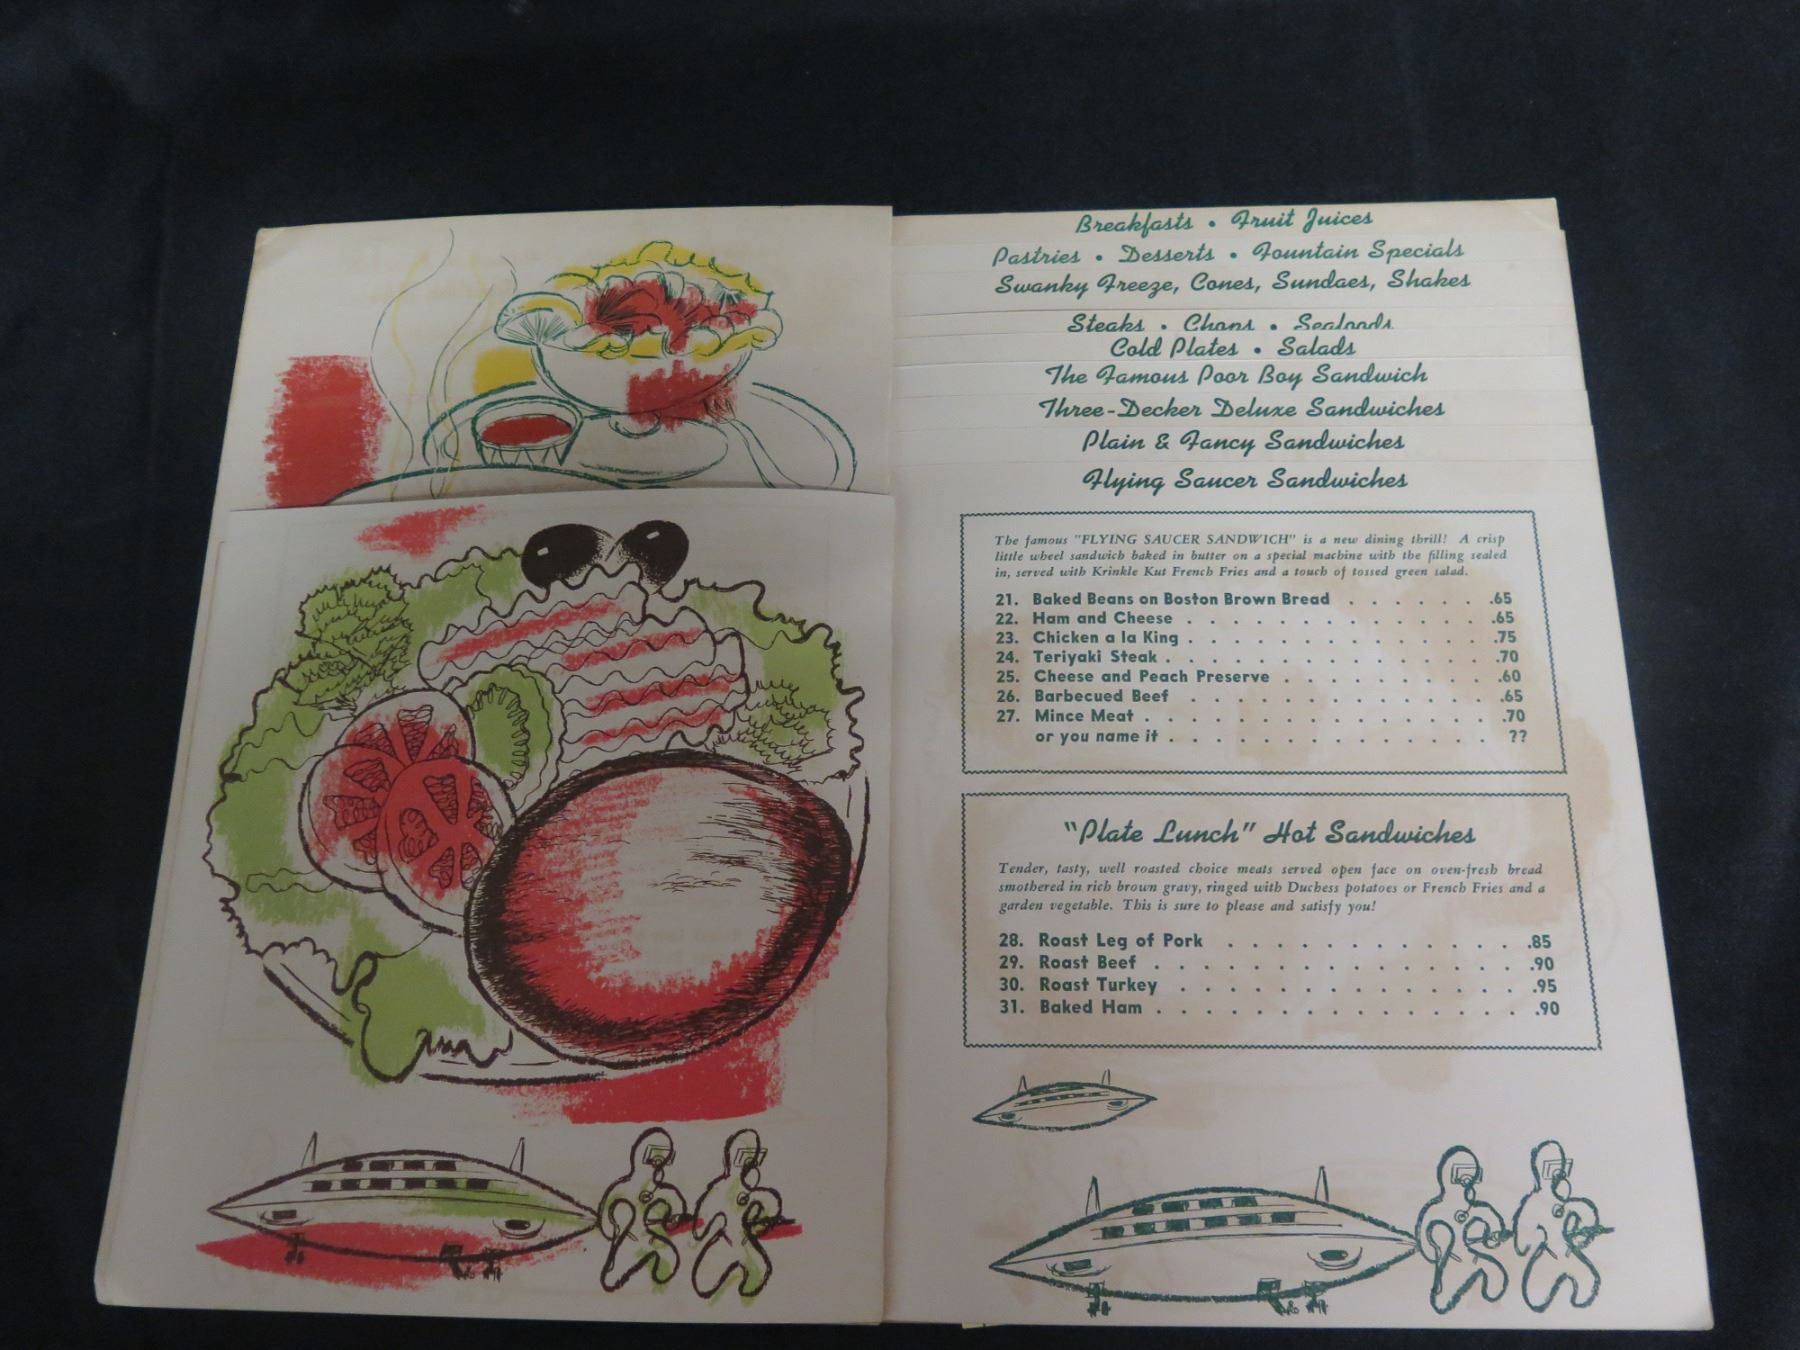 Breakfasts • Fruit Juices
Pastries • Desserts • Fountain Specials
Swanky Freeze, Cones, Sundaes, Shakes
Steaks • Chops • Seafoods
Cold Plates • Salads
The Famous Poor Boy Sandwich
Three-Decker Deluxe Sandwiches
Plain & Fancy Sandwiches
Flying Saucer Sandwiches
The famous "FLYING SAUCER SANDWICH" is a new dining thrill! A crisp
little wheel sandwich baked in butter on a special machine with the filling sealed
in, served with Krinkle Kut French Fries and a touch of tossed green salad.
21. Baked Beans on Boston Brown Bread . . . . . . .65
22. Ham and Cheese . . . . . . . . . . . . . .65
23. Chicken a la King . . . . . . . . . . . . . .75
24. Teriyaki Steak . . . . . . . . . . . . . . .70
25. Cheese and Peach Preserve . . . . . . . . . . .60
26. Barbecued Beef . . . . . . . . . . . . . .65
27. Mince Meat . . . . . . . . . . . . . . . .70
or you name it . . . . . . . . . . . . . . . ??
"Plate Lunch" Hot Sandwiches
Tender, tasty, well roasted choice meats served open face on oven-fresh bread
smothered in rich brown gravy, ringed with Duchess potatoes or French Fries and a
garden vegetable. This is sure to please and satisfy you!
28. Roast Leg of Pork . . . . . . . . . . . . .85
29. Roast Beef . . . . . . . . . . . . . . . .90
30. Roast Turkey . . . . . . . . . . . . . . .95
31. Baked Ham . . . . . . . . . . . . . . . .90